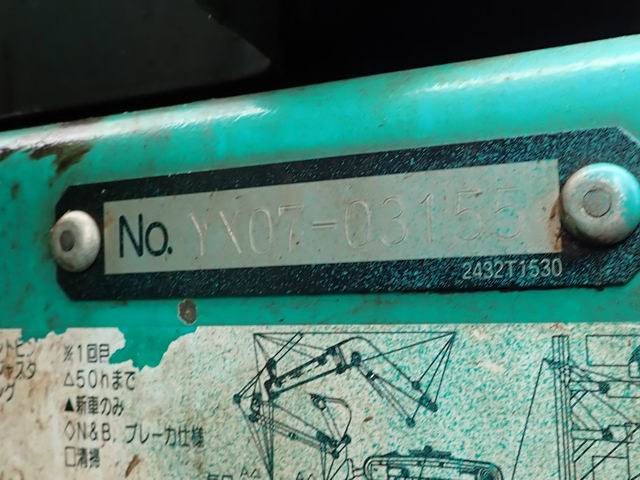 No. YX07-03155
2432T1530
※1回目
△50hまで
▲新車のみ
◇N&B, ブレーカ仕様
□清掃